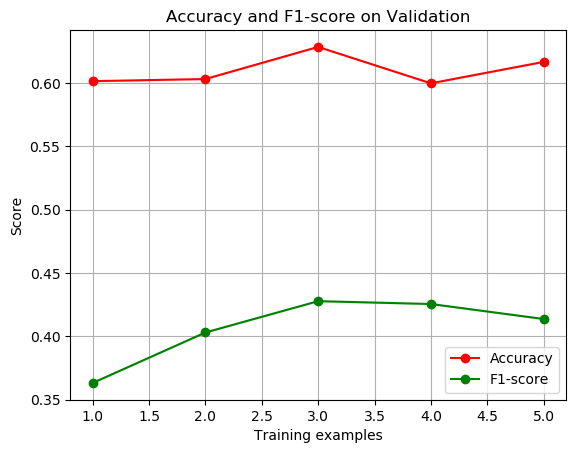 Accuracy and F1-score on Validation
Score
0.60
0.55
0.50
0.45
0.40
0.35
Accuracy
F1-score
1.0 1.5 2.0 2.5 3.0 3.5 4.0 4.5 5.0
Training examples